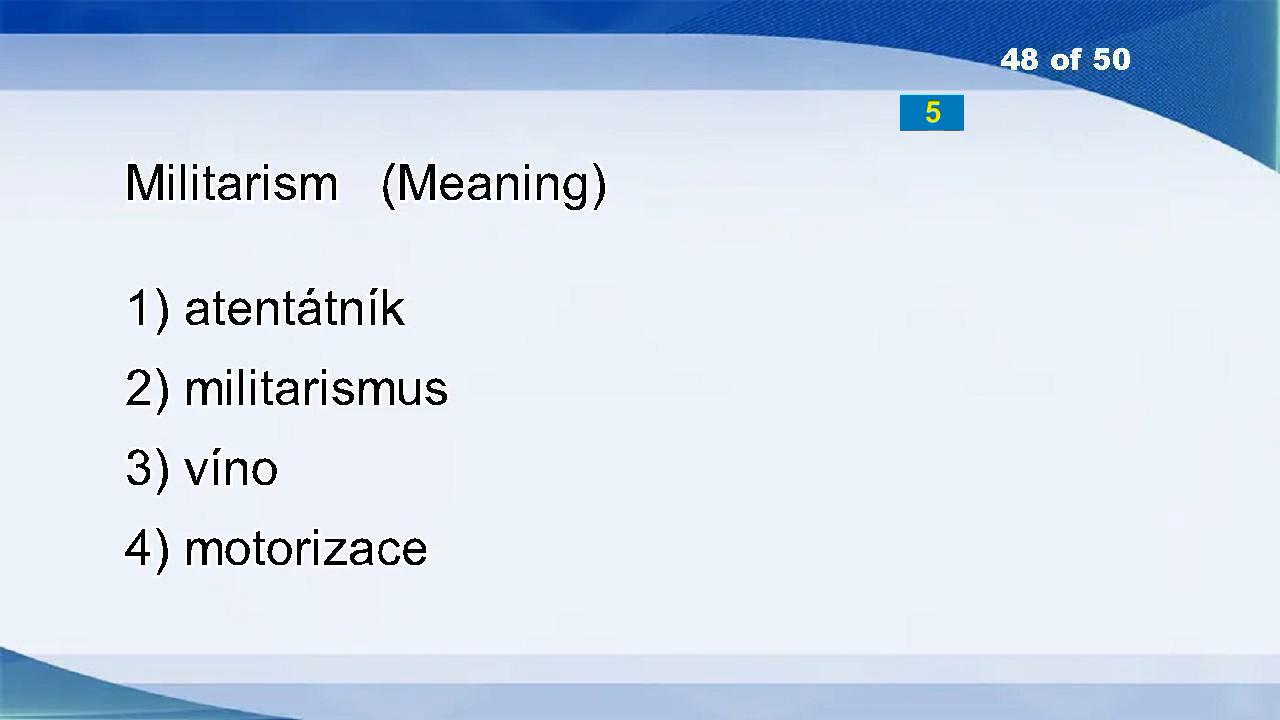 48 of 50
5
Militarism (Meaning)
1) atentátník
2) militarismus
3) víno
4) motorizace